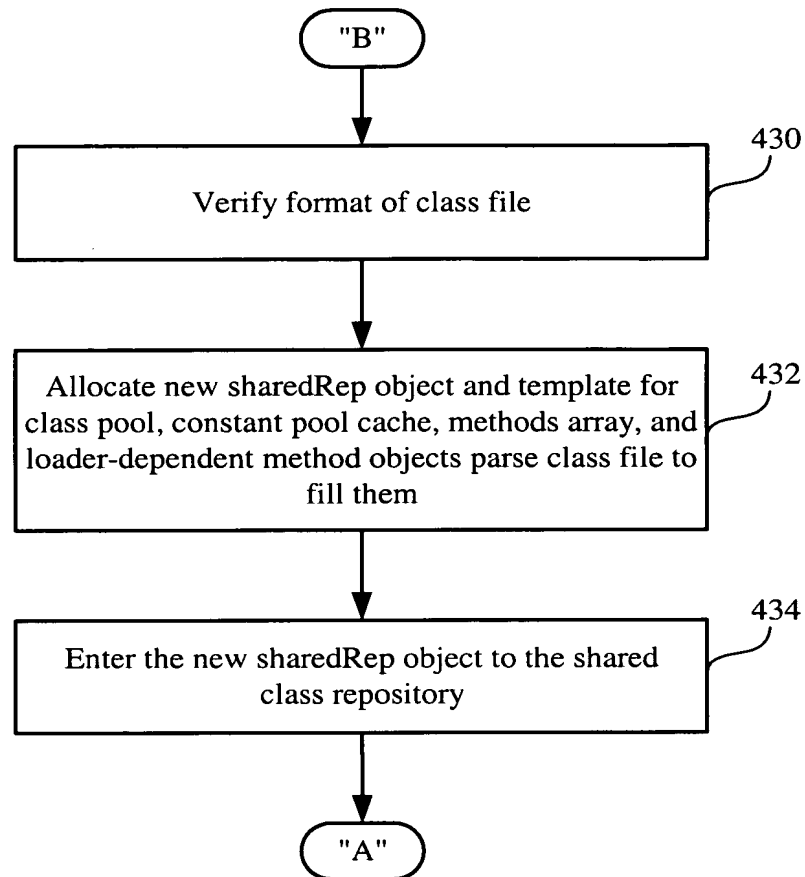 "B"
430
Verify format of class file
432
Allocate new sharedRep object and template for
class pool, constant pool cache, methods array, and
loader-dependent method objects parse class file to
fill them
434
Enter the new sharedRep object to the shared
class repository
"A"